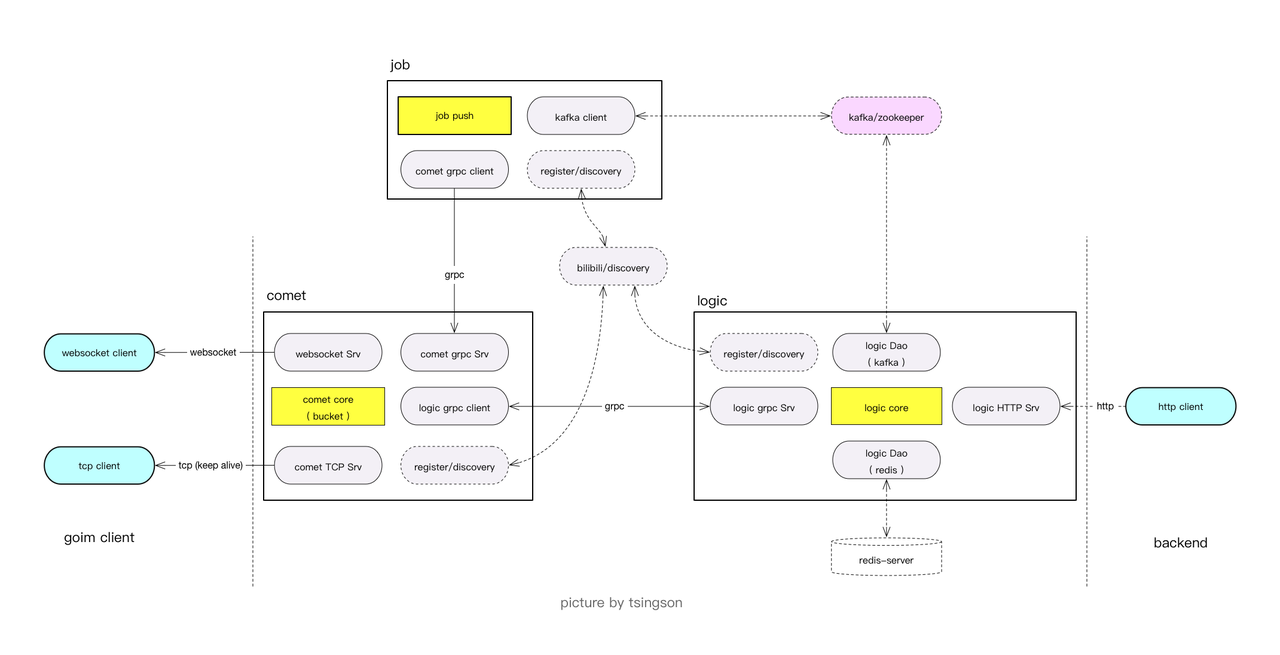 job
job push
kafka client
kafka/zookeeper
comet grpc client
register/discovery
grpc
bilibili/discovery
comet
logic
websocket client
websocket
websocket Srv
comet grpc Srv
register/discovery
logic Dao
( kafka )
comet core
( bucket )
logic grpc client
grpc
logic grpc Srv
logic core
logic HTTP Srv
http
http client
tcp client
tcp (keep alive)
comet TCP Srv
register/discovery
logic Dao
( redis )
goim client
backend
redis-server
picture by tsingson